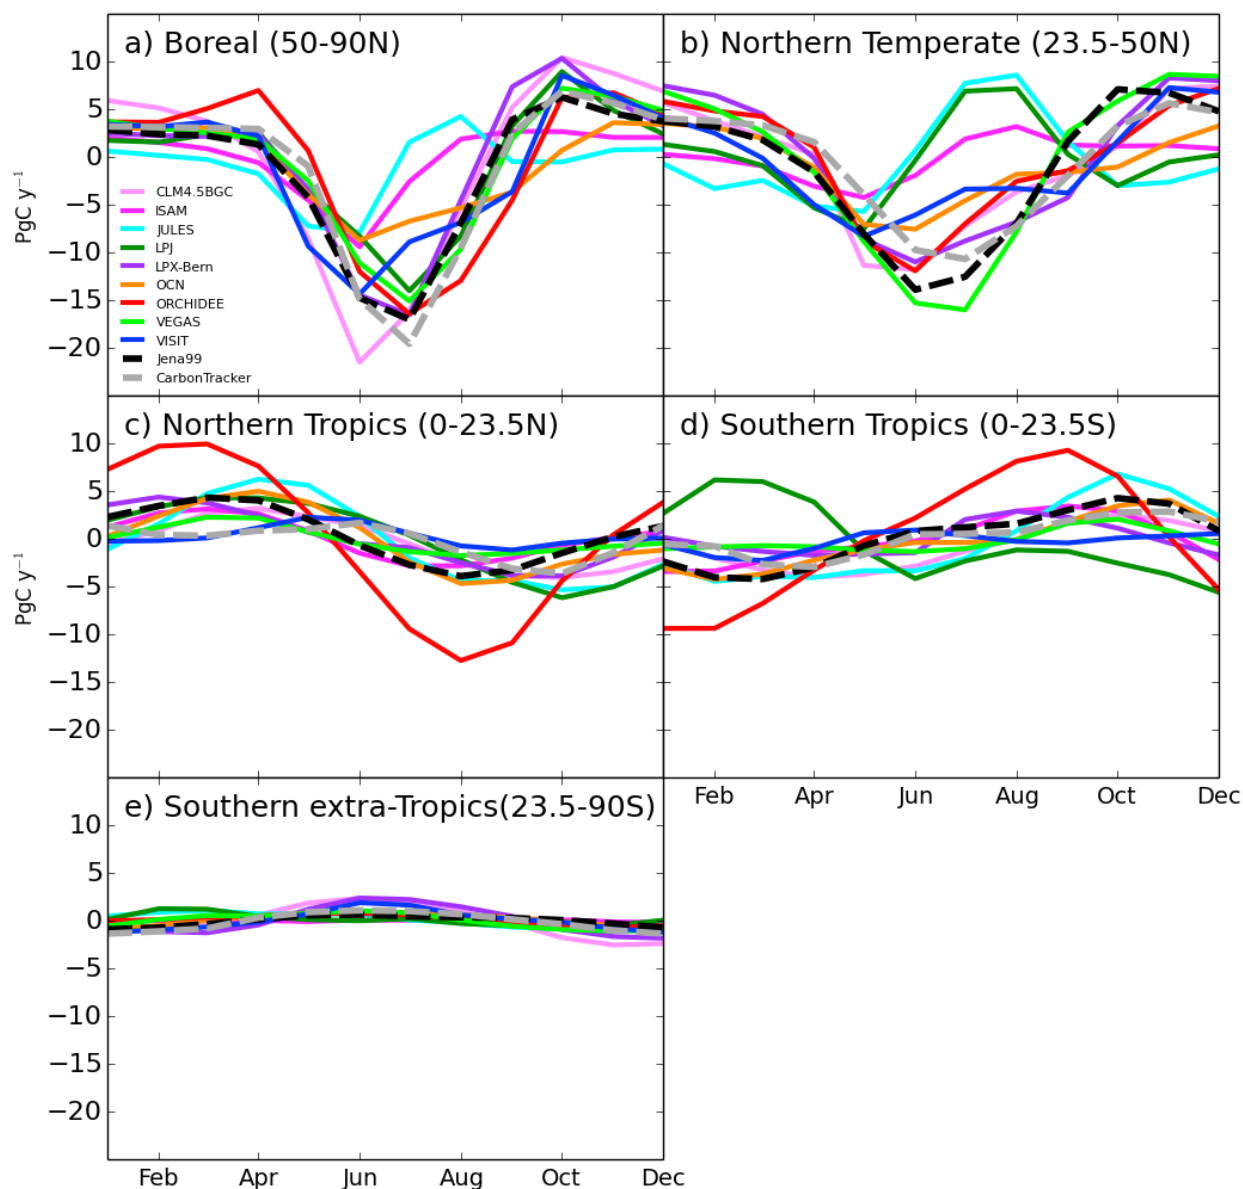 a) Boreal (50-90N)
b) Northern Temperate (23.5-50N)
10
5
0
−5
−10
−15
−20
PgC y⁻¹
CLM4.5BGC
ISAM
JULES
LPJ
LPX-Bern
OCN
ORCHIDEE
VEGAS
VISIT
Jena99
CarbonTracker
c) Northern Tropics (0-23.5N)
d) Southern Tropics (0-23.5S)
10
5
0
−5
−10
−15
−20
PgC y⁻¹
Feb Apr Jun Aug Oct Dec
e) Southern extra-Tropics(23.5-90S)
10
5
0
−5
−10
−15
−20
Feb Apr Jun Aug Oct Dec